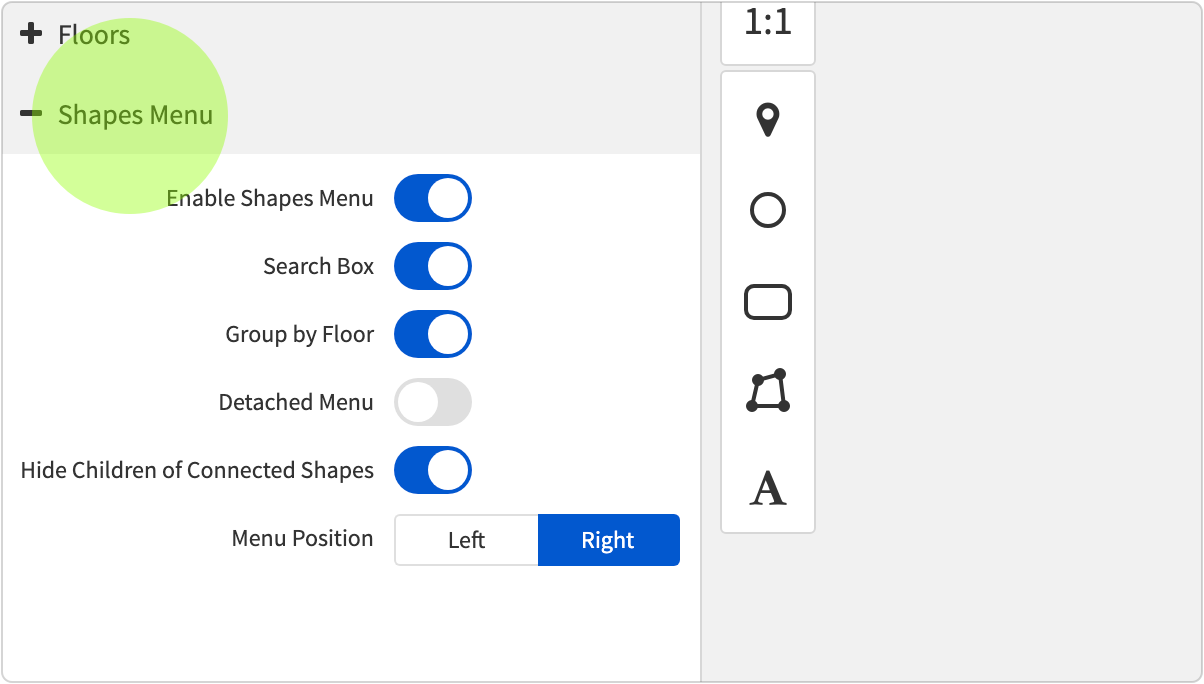 Floors
Shapes Menu
Enable Shapes Menu
Search Box
Group by Floor
Detached Menu
Hide Children of Connected Shapes
Menu Position
Left
Right
1:1
A